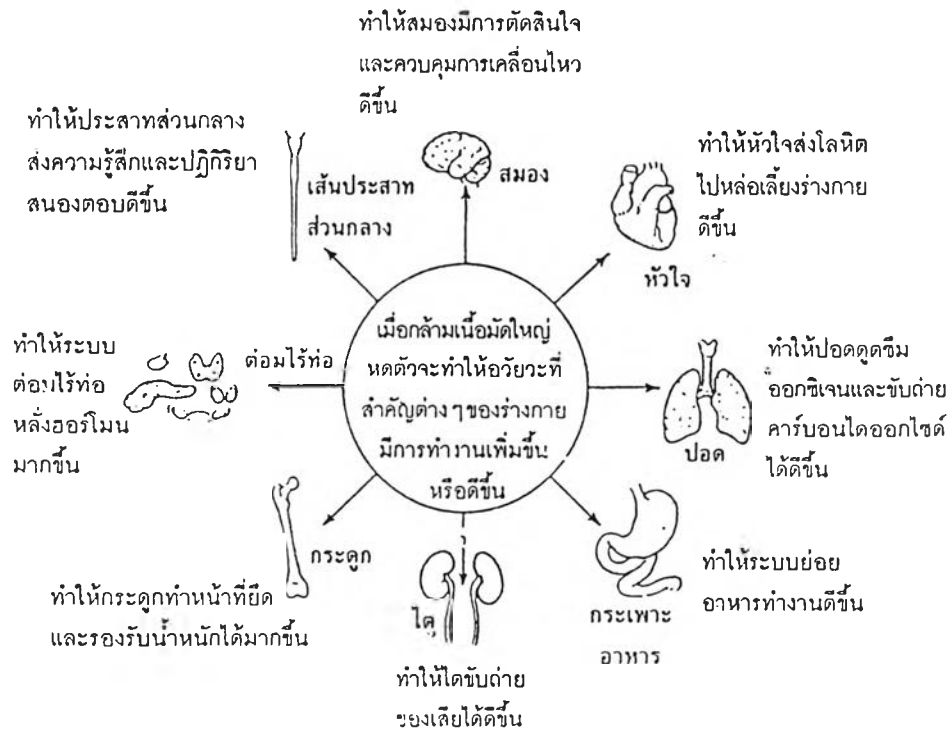 ทำให้สมองมีการตัดสินใจ
และควบคุมการเคลื่อนไหว
ดีขึ้น
สมอง
ทำให้ประสาทส่วนกลาง
ส่งความรู้สึกและปฏิกิริยา
สนองตอบดีขึ้น
เส้นประสาท
ส่วนกลาง
ทำให้หัวใจส่งโลหิต
ไปหล่อเลี้ยงร่างกาย
ดีขึ้น
หัวใจ
เมื่อกล้ามเนื้อมัดใหญ่
หดตัวจะทำให้อวัยวะที่
สำคัญต่าง ๆ ของร่างกาย
มีการทำงานเพิ่มขึ้น
หรือดีขึ้น
ทำให้ระบบ
ต่อมไร้ท่อ
หลั่งฮอร์โมน
มากขึ้น
ต่อมไร้ท่อ
ทำให้ปอดดูดซึม
ออกซิเจนและขับถ่าย
คาร์บอนไดออกไซด์
ได้ดีขึ้น
ปอด
กระดูก
ทำให้กระดูกทำหน้าที่ยึด
และรองรับน้ำหนักได้มากขึ้น
ไต
ทำให้ไตขับถ่าย
ของเสียได้ดีขึ้น
ทำให้ระบบย่อย
อาหารทำงานดีขึ้น
กระเพาะ
อาหาร